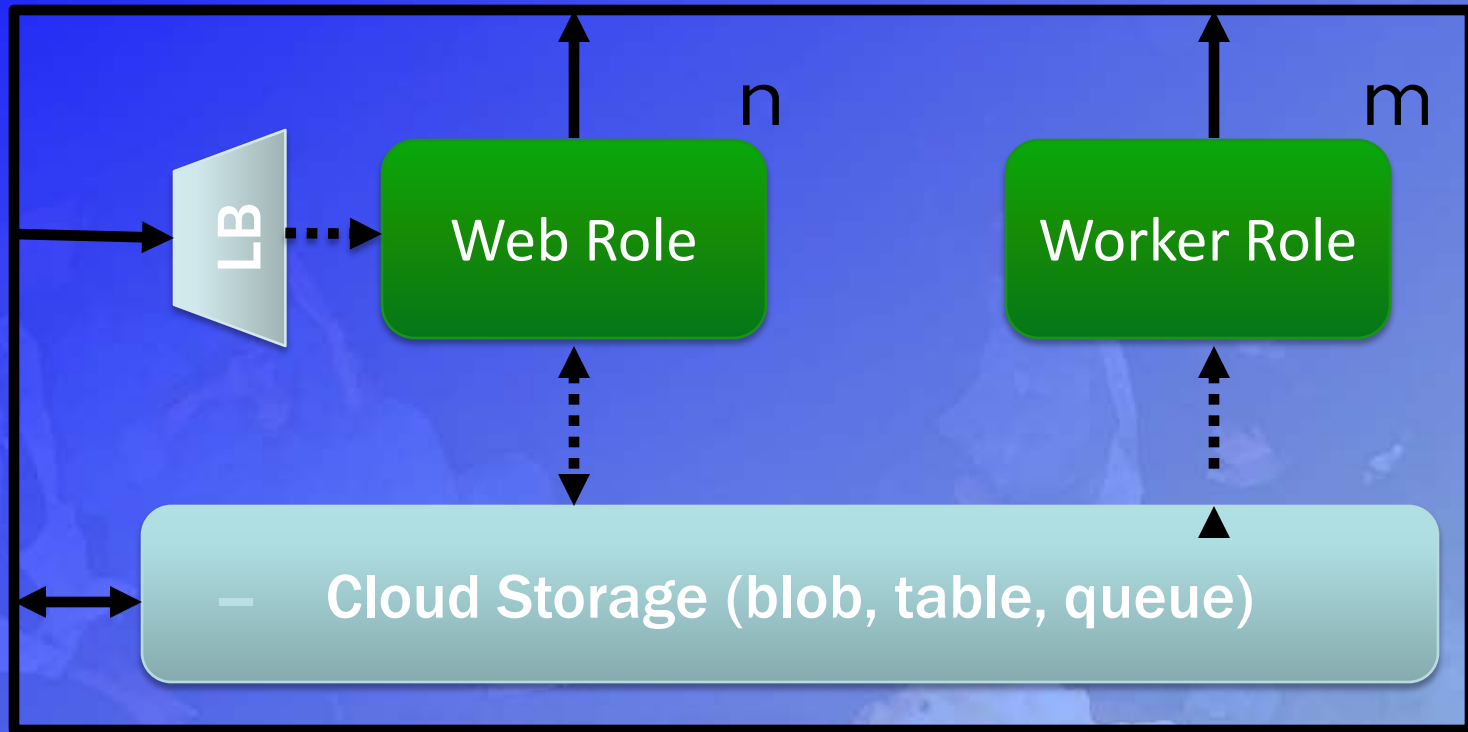 n
m
LB
Web Role
Worker Role
– Cloud Storage (blob, table, queue)